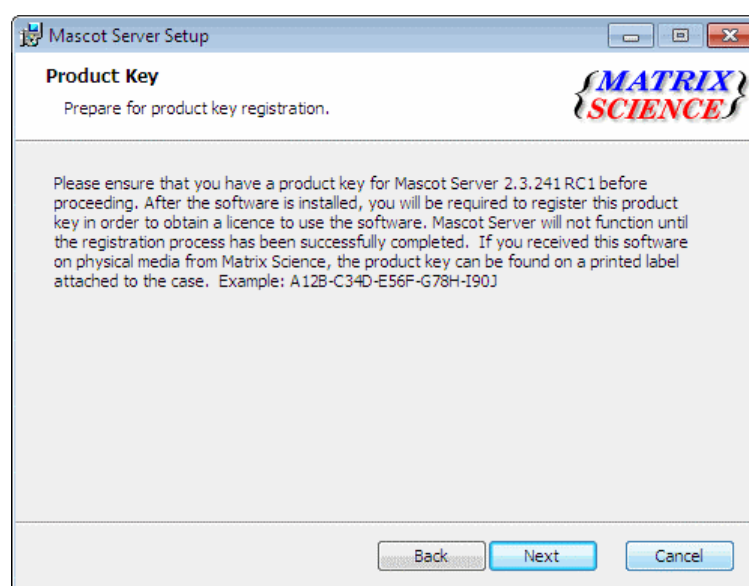 Mascot Server Setup
Product Key
Prepare for product key registration.
{MATRIX
SCIENCE}
Please ensure that you have a product key for Mascot Server 2.3.241 RC1 before
proceeding. After the software is installed, you will be required to register this product
key in order to obtain a licence to use the software. Mascot Server will not function until
the registration process has been successfully completed.  If you received this software
on physical media from Matrix Science, the product key can be found on a printed label
attached to the case.  Example: A12B-C34D-E56F-G78H-I90J
Back Next Cancel